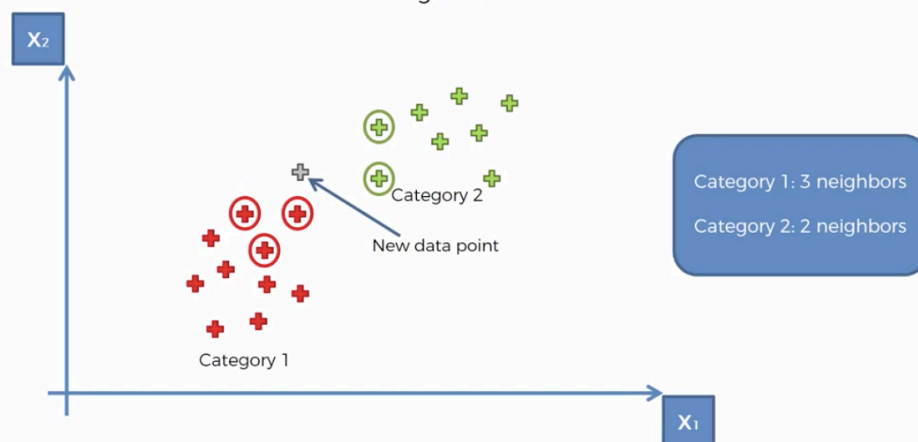 X2
Category 2
Category 1: 3 neighbors
Category 2: 2 neighbors
New data point
Category 1
X1